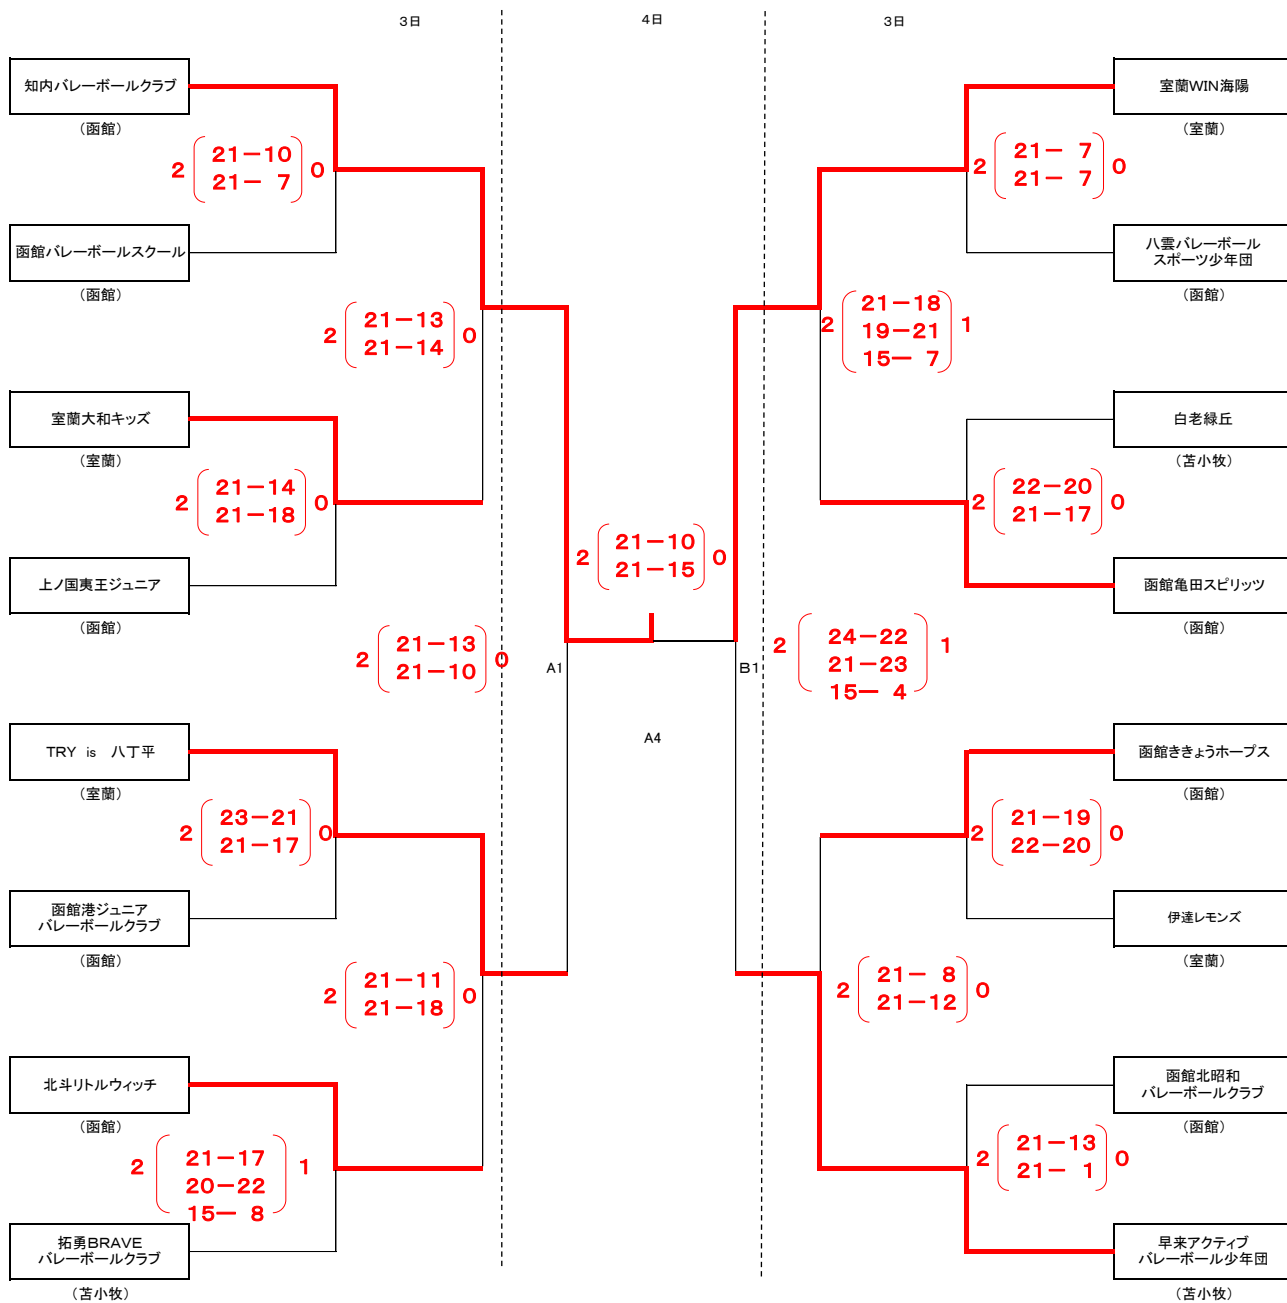 3日
4日
3日
知内バレーボールクラブ
(函館)
2 21-10 0
21- 7
函館バレーボールスクール
(函館)
2 21-13 0
21-14
室蘭大和キッズ
(室蘭)
2 21-14 0
21-18
上ノ国夷王ジュニア
(函館)
2 21-13 0
21-10
A1
TRY is 八丁平
(室蘭)
2 23-21 0
21-17
函館港ジュニア
バレーボールクラブ
(函館)
2 21-11 0
21-18
北斗リトルウィッチ
(函館)
2 21-17 1
20-22
15- 8
拓勇BRAVE
バレーボールクラブ
(苫小牧)
2 21-10 0
21-15
A4
室蘭WIN海陽
(室蘭)
2 21- 7 0
21- 7
八雲バレーボール
スポーツ少年団
(函館)
2 21-18 1
19-21
15- 7
白老緑丘
(苫小牧)
2 22-20 0
21-17
函館亀田スピリッツ
(函館)
B1
2 24-22 1
21-23
15- 4
函館ききょうホープス
(函館)
2 21-19 0
22-20
伊達レモンズ
(室蘭)
2 21- 8 0
21-12
函館北昭和
バレーボールクラブ
(函館)
2 21-13 0
21- 1
早来アクティブ
バレーボール少年団
(苫小牧)